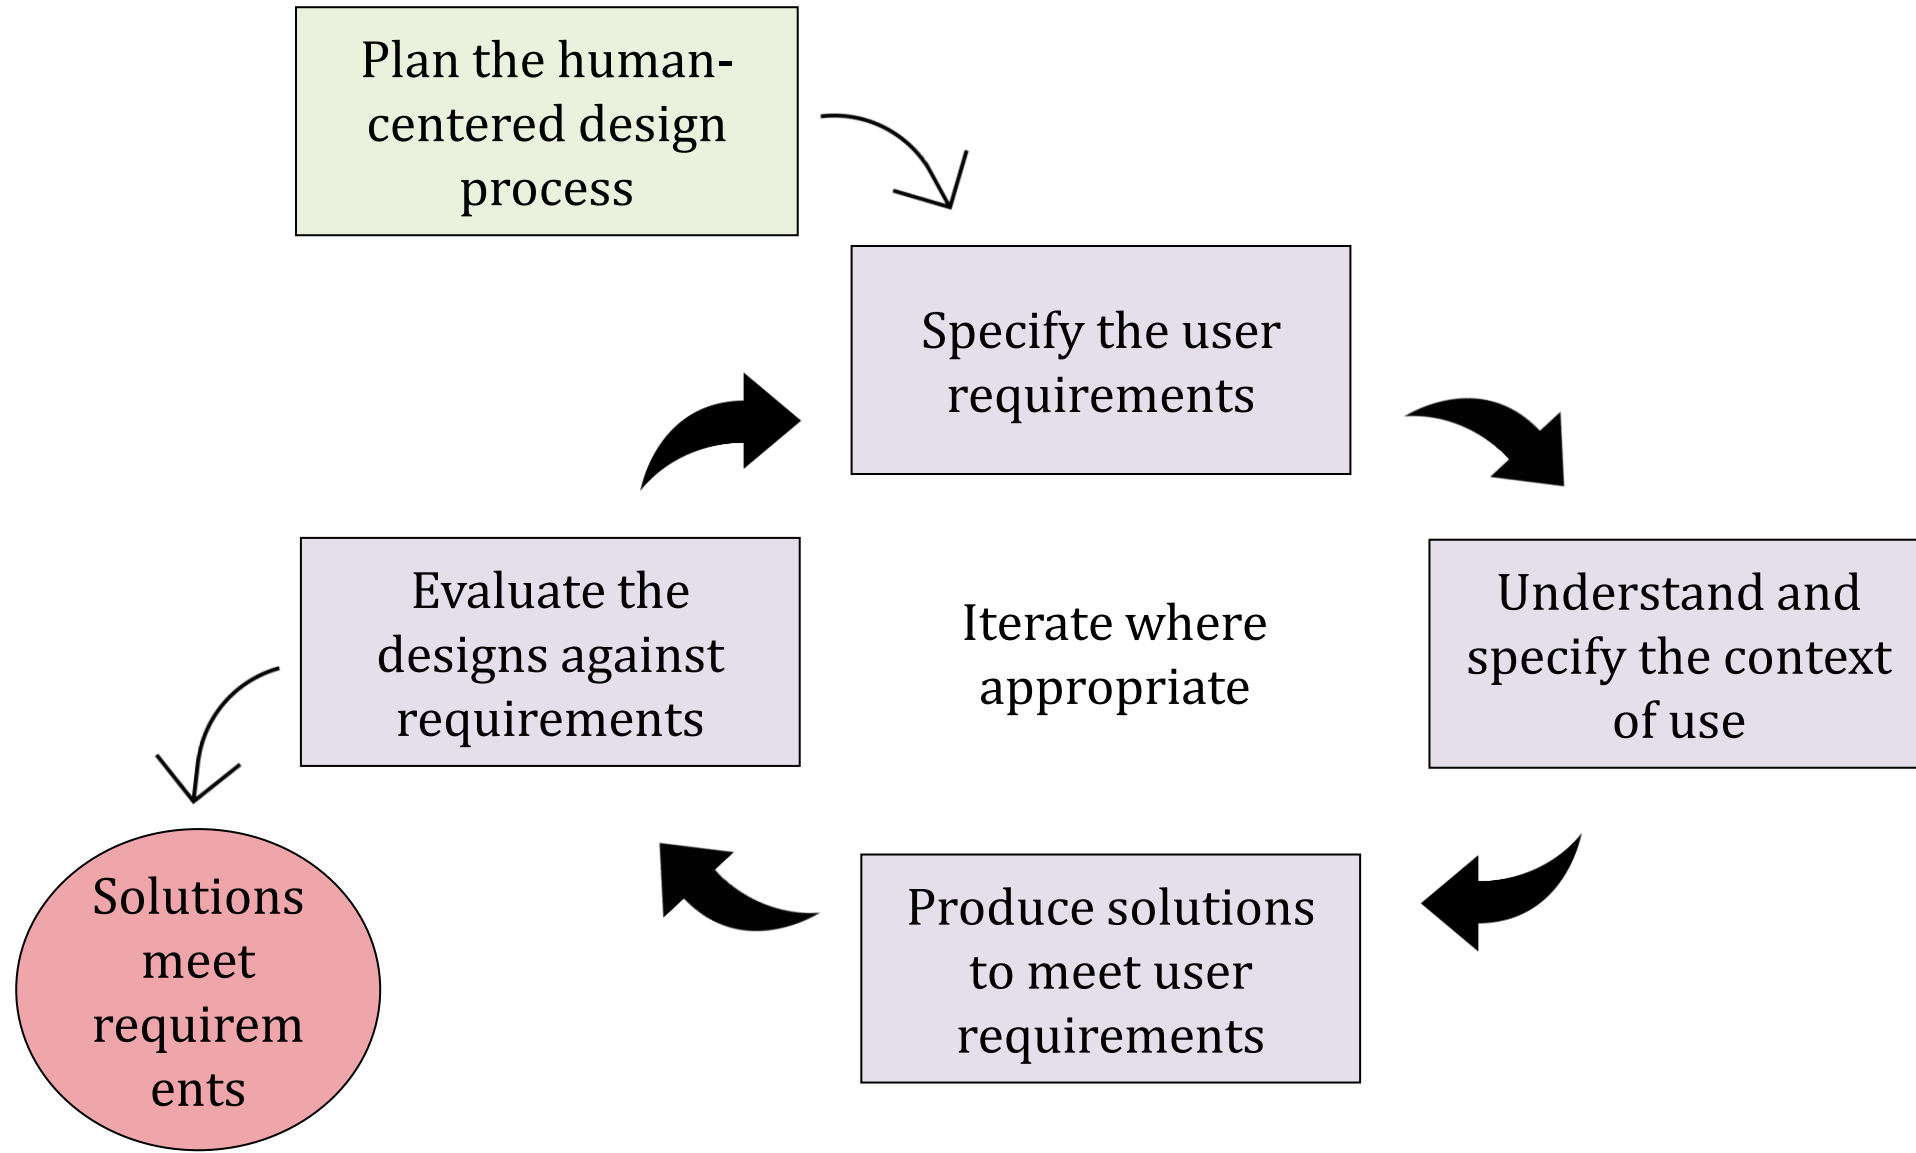 Plan the human-
centered design
process
Specify the user
requirements
Understand and
specify the context
of use
Produce solutions
to meet user
requirements
Evaluate the
designs against
requirements
Iterate where
appropriate
Solutions
meet
requirem
ents